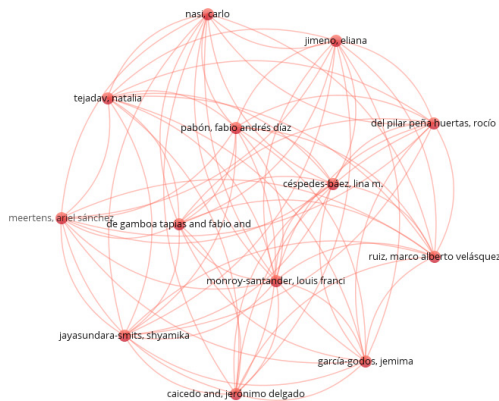 nasi, carlo
jimeno, eliana
tejadav, natalia
del pilar peña huertas, rocío
pabón, fabio andrés díaz
céspedes-báez, lina m.
meertens, ariel sánchez
de gamboa tapias and fabio and
ruiz, marco alberto velásquez
monroy-santander, louis franci
jayasundara-smits, shyamika
garcía-godos, jemima
caicedo and, jerónimo delgado